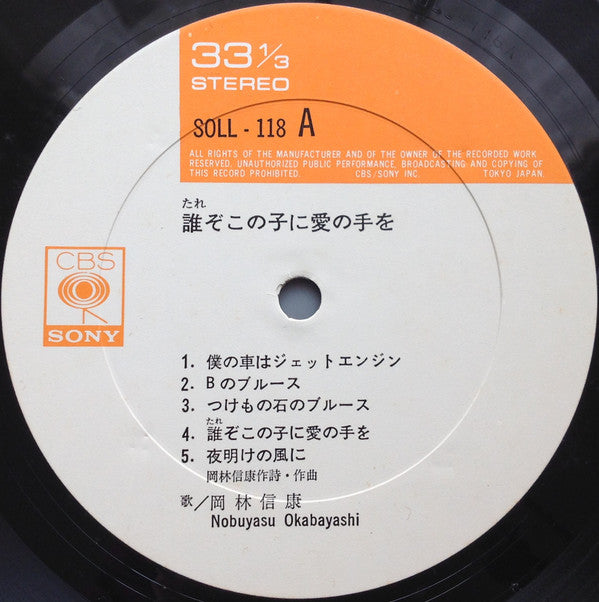 33 1/3
STEREO
SOLL - 118 A
ALL RIGHTS OF THE MANUFACTURER AND OF THE OWNER OF THE RECORDED WORK
RESERVED. UNAUTHORIZED PUBLIC PERFORMANCE. BROADCASTING AND COPYING OF
THIS RECORD PROHIBITED. CBS/SONY INC. TOKYO JAPAN.
たれ
誰ぞこの子に愛の手を
CBS
SONY
1. 僕の車はジェットエンジン
2. Bのブルース
3. つけもの石のブルース
たれ
4. 誰ぞこの子に愛の手を
5. 夜明けの風に
岡林信康作詩・作曲
歌/岡林信康
Nobuyasu Okabayashi